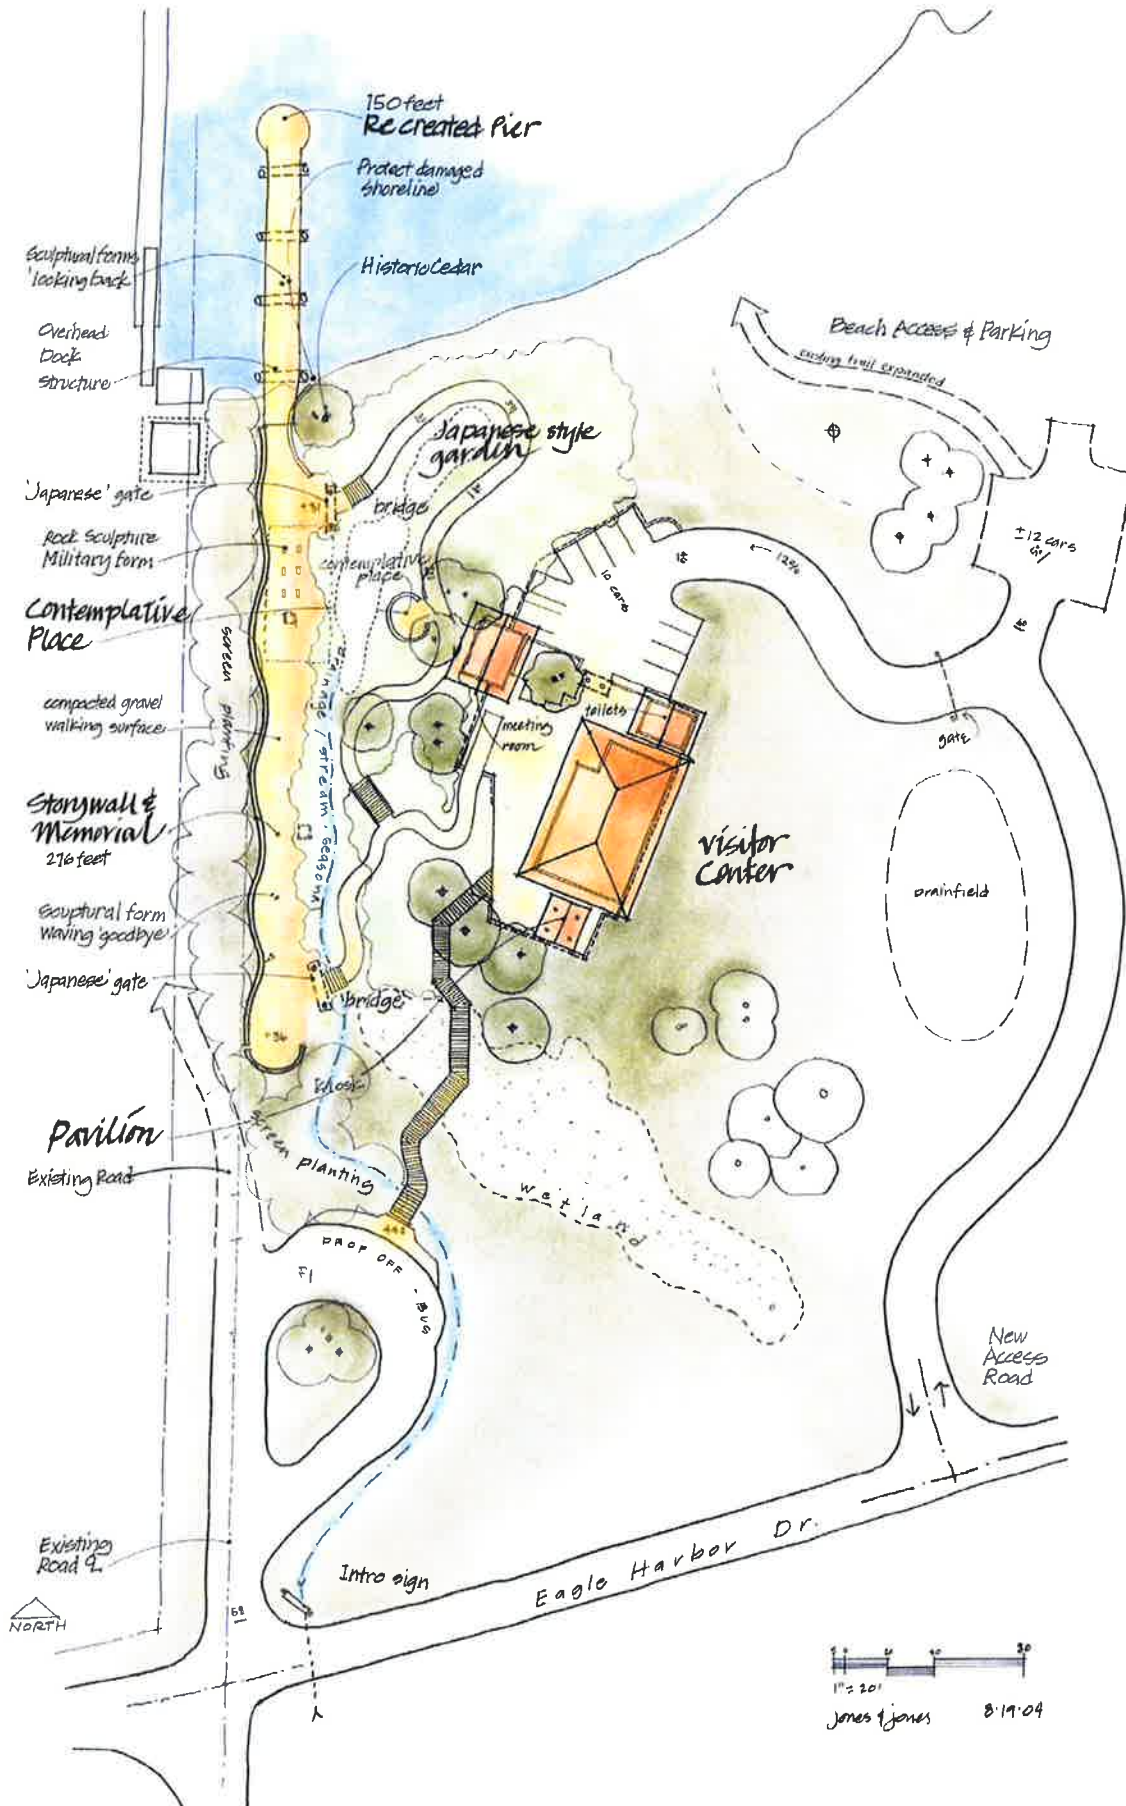 150 feet
Recreated Pier
Protect damaged
shoreline
Sculptural forms
'looking back'
Historic Cedar
Overhead
Dock
Structure
Beach Access & Parking
existing trail expanded
Japanese style
garden
'Japanese' gate
bridge
Rock Sculpture
Military form
contemplative
place
±12 cars
10 cars
12%
Contemplative
Place
screen planting
drainage / stream. seasonal
compacted gravel
walking surface
toilets
meeting
room
gate
Storywall &
Memorial
276 feet
Visitor
Center
Drainfield
Sculptural form
waving 'goodbye'
'Japanese' gate
bridge
Kiosk
Pavilion
Existing Road
screen planting
wetland
DROP OFF - BUS
New
Access
Road
Existing
Road
Intro sign
Eagle Harbor Dr.
NORTH
1" = 20'
Jones & Jones 8·19·04